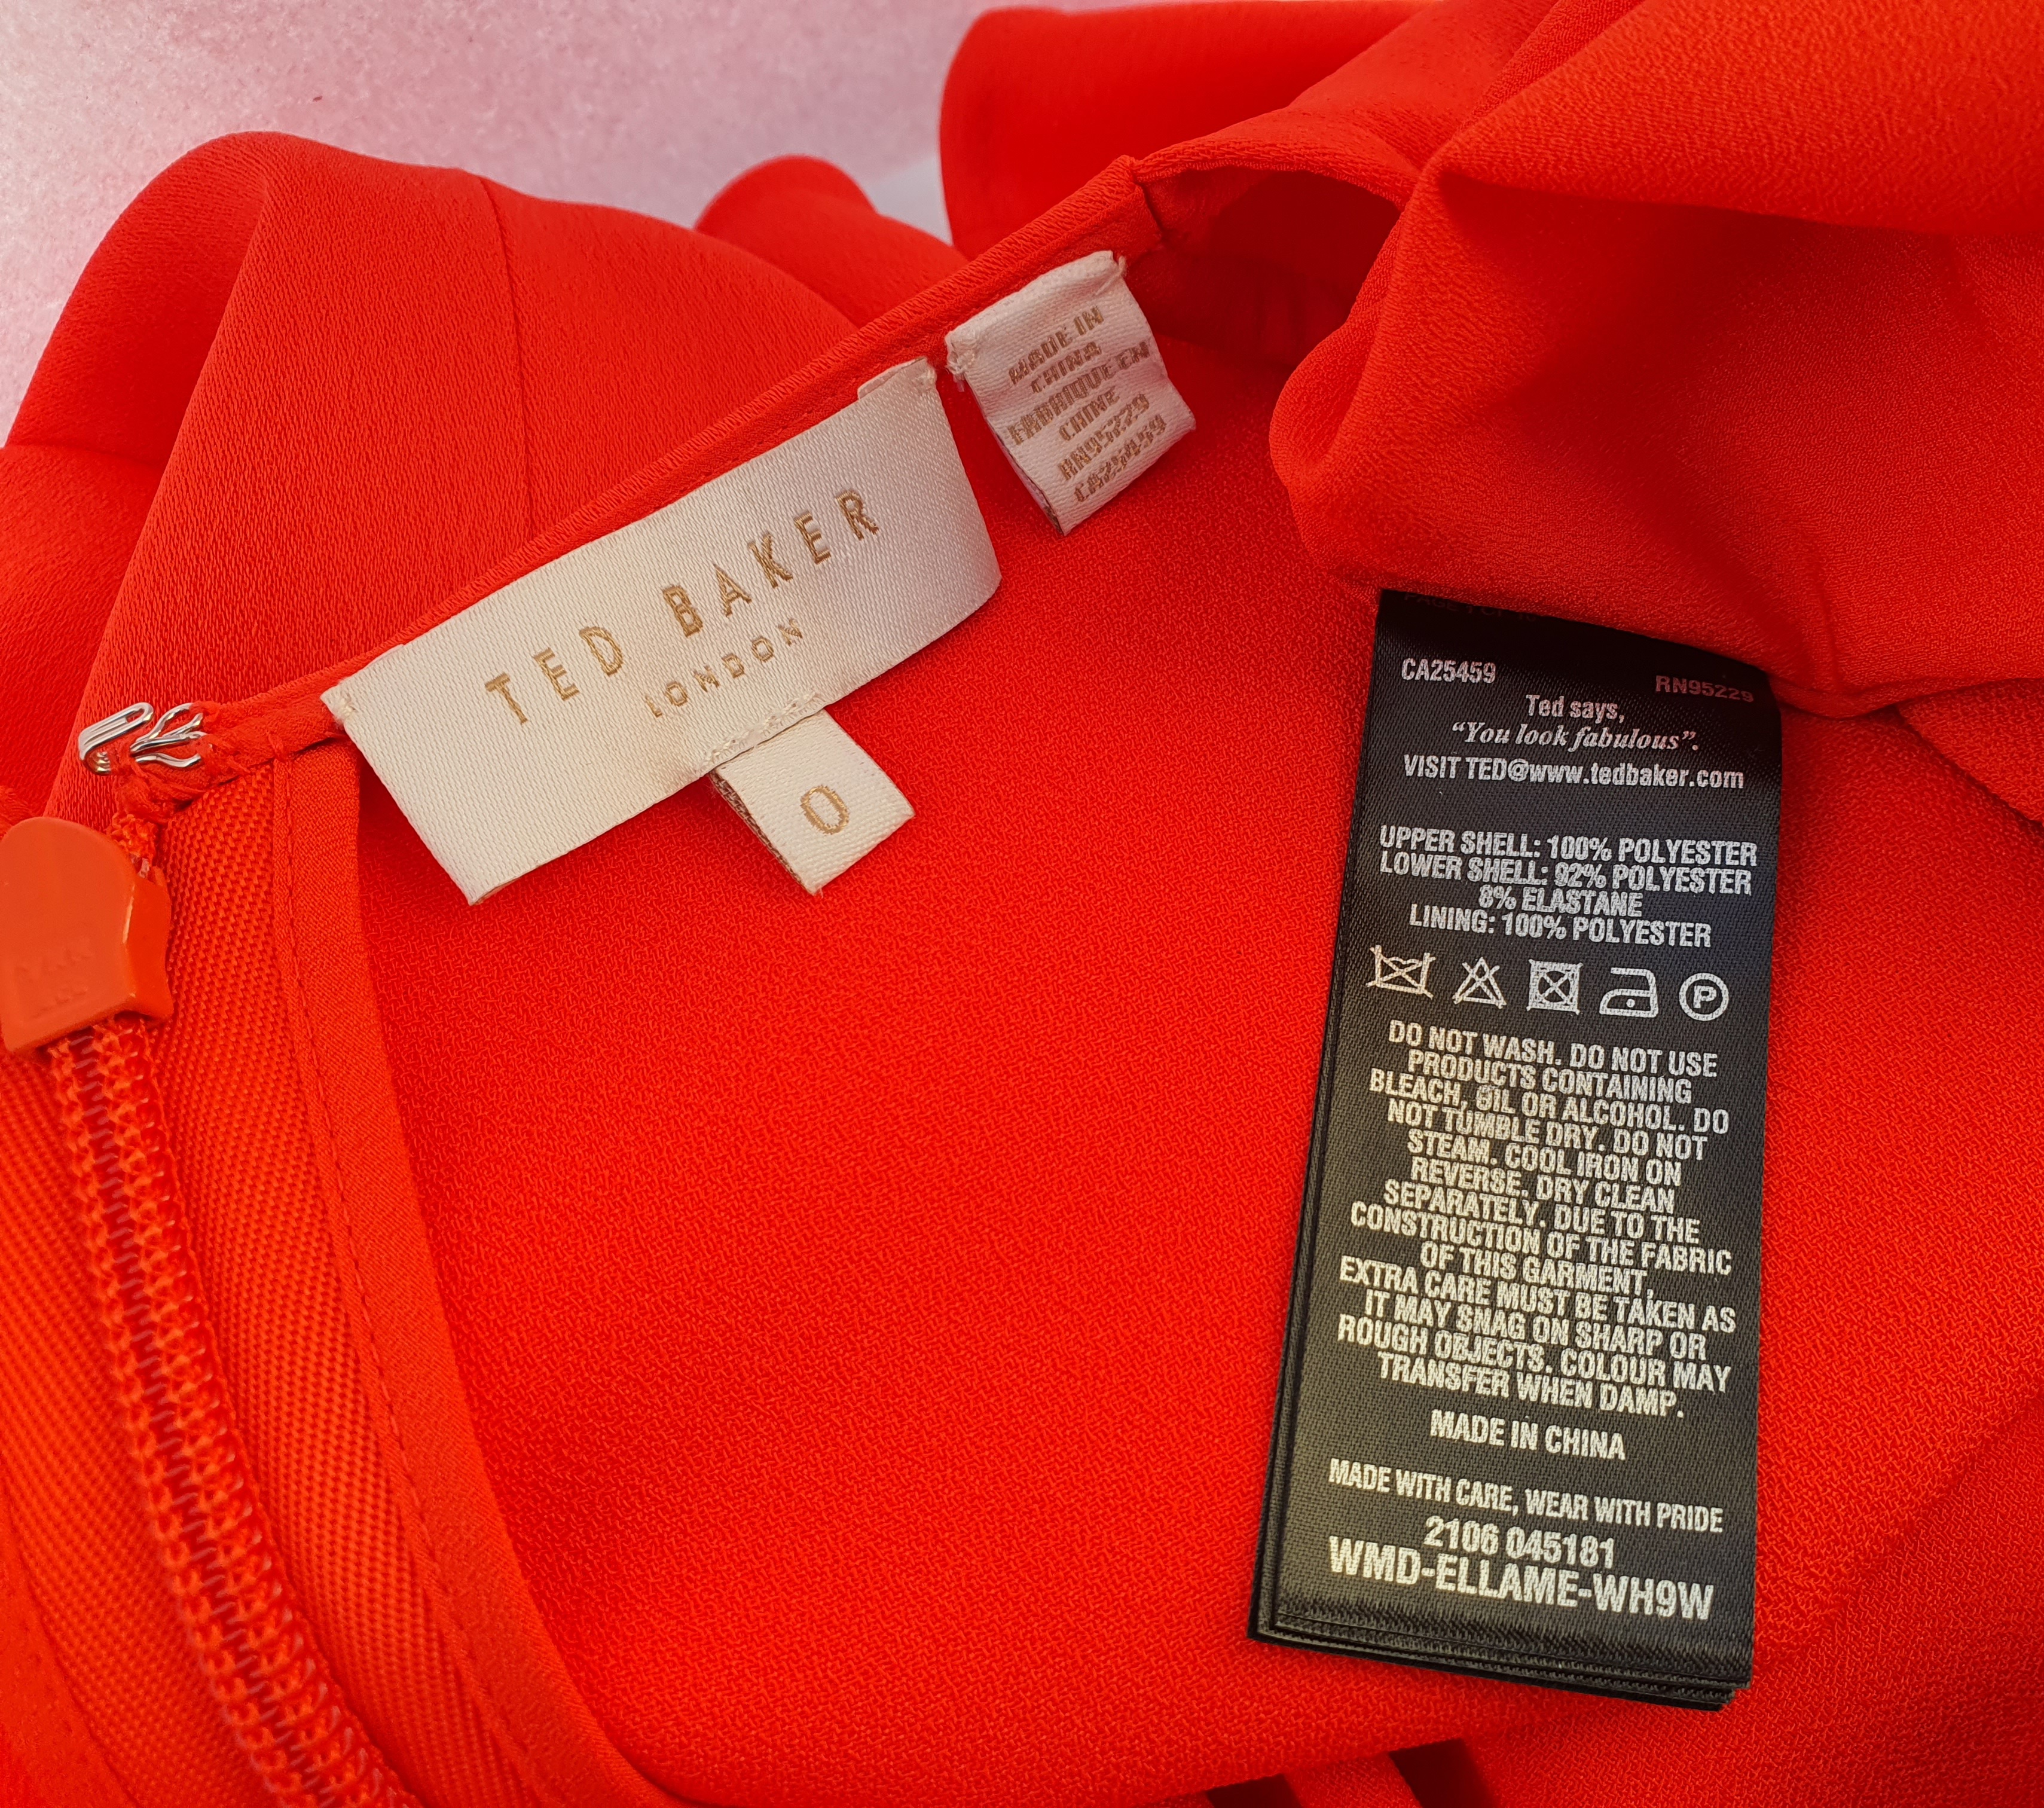 TED BAKER
LONDON
0
MADE IN
CHINA
FABRIQUE EN
CHINE
RN95229
CA25459
CA25459 RN95229
Ted says,
“You look fabulous”.
VISIT TED@www.tedbaker.com
UPPER SHELL: 100% POLYESTER
LOWER SHELL: 92% POLYESTER
8% ELASTANE
LINING: 100% POLYESTER
P
DO NOT WASH. DO NOT USE
PRODUCTS CONTAINING
BLEACH, OIL OR ALCOHOL. DO
NOT TUMBLE DRY. DO NOT
STEAM. COOL IRON ON
REVERSE. DRY CLEAN
SEPARATELY. DUE TO THE
CONSTRUCTION OF THE FABRIC
OF THIS GARMENT,
EXTRA CARE MUST BE TAKEN AS
IT MAY SNAG ON SHARP OR
ROUGH OBJECTS. COLOUR MAY
TRANSFER WHEN DAMP.
MADE IN CHINA
MADE WITH CARE, WEAR WITH PRIDE
2106 045181
WMD-ELLAME-WH9W